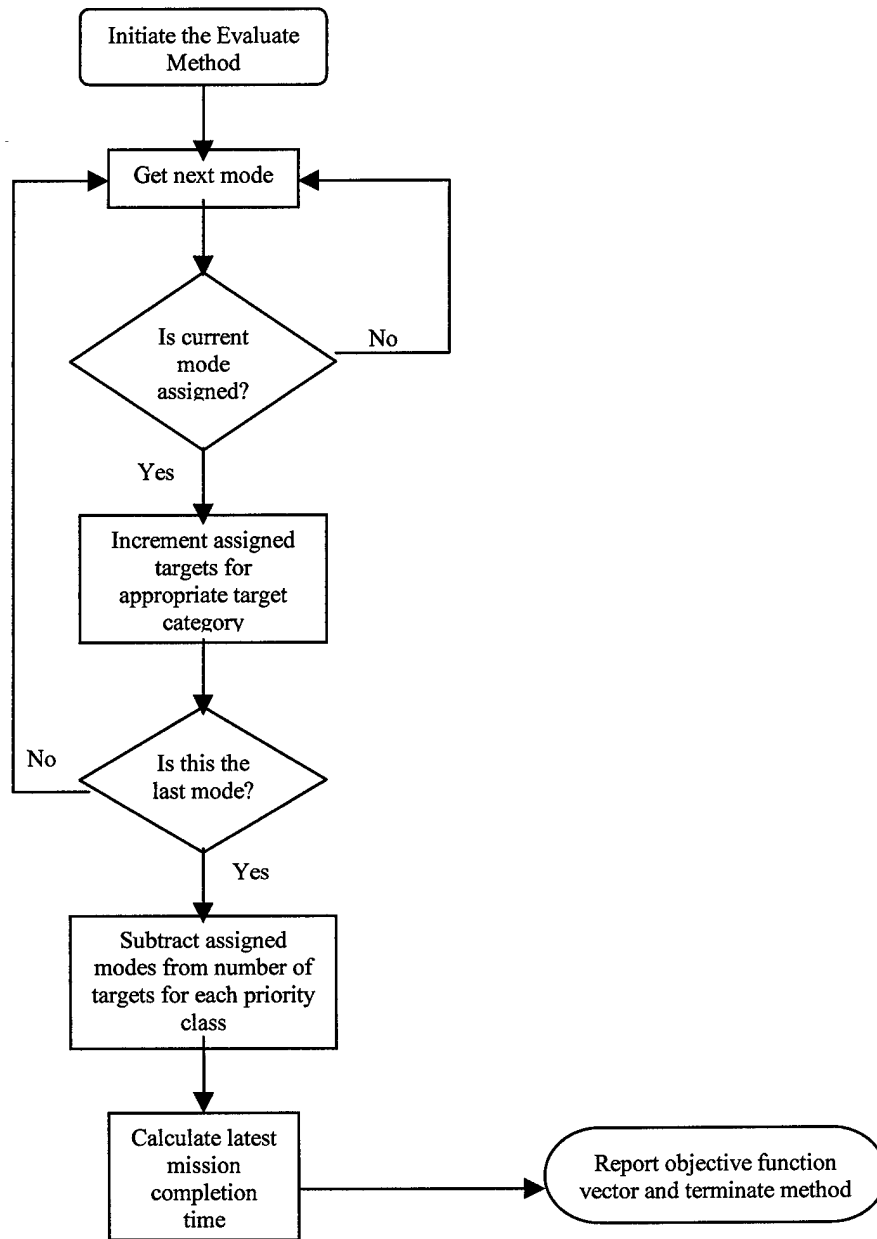 Initiate the Evaluate
Method
Get next mode
Is current
mode
assigned?
No
Yes
Increment assigned
targets for
appropriate target
category
No
Is this the
last mode?
Yes
Subtract assigned
modes from number of
targets for each priority
class
Calculate latest
mission
completion
time
Report objective function
vector and terminate method